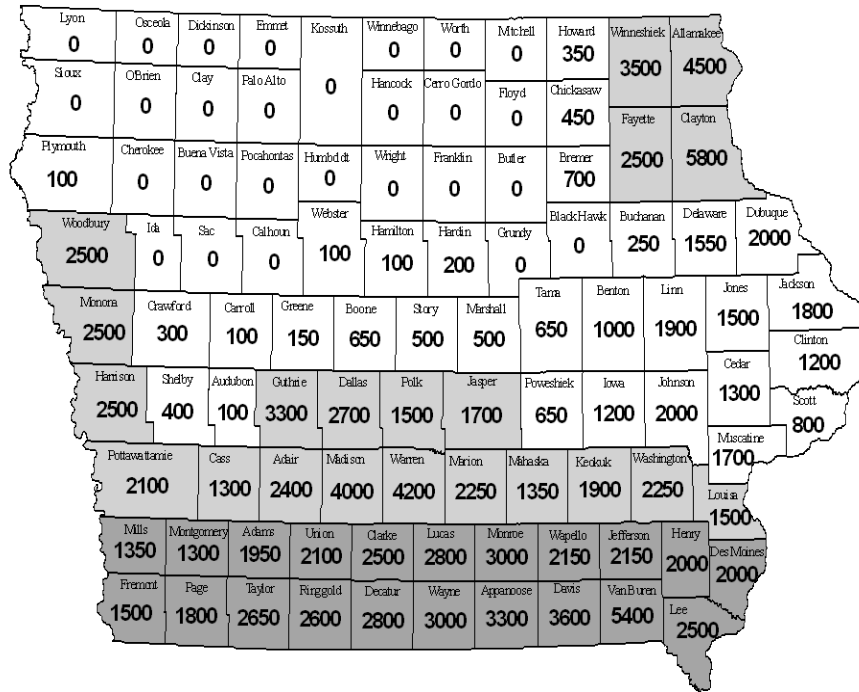 Lyon Osceola Dickinson Emmet Kossuth Winnebago Worth Mitchell Howard Winneshiek Allamakee
0 0 0 0 0 0 0 0 350 3500 4500
Sioux OBrien Clay Palo Alto Hancock Cerro Gordo Floyd Chickasaw
0 0 0 0 0 0 0 450
Fayette Clayton
2500 5800
Plymouth Cherokee Buena Vista Pocahontas Humboldt Wright Franklin Butler Bremer
100 0 0 0 0 0 0 0 700
Woodbury Ida Sac Calhoun Webster Hamilton Hardin Grundy Black Hawk Buchanan Delaware Dubuque
2500 0 0 0 100 100 200 0 0 250 1550 2000
Monona Crawford Carroll Greene Boone Story Marshall Tama Benton Linn Jones Jackson
2500 300 100 150 650 500 500 650 1000 1900 1500 1800
Clinton
1200
Harrison Shelby Audubon Guthrie Dallas Polk Jasper Poweshiek Iowa Johnson Cedar Scott
2500 400 100 3300 2700 1500 1700 650 1200 2000 1300 800
Muscatine
1700
Pottawattamie Cass Adair Madison Warren Marion Mahaska Keokuk Washington Louisa
2100 1300 2400 4000 4200 2250 1350 1900 2250 1500
Mills Montgomery Adams Union Clarke Lucas Monroe Wapello Jefferson Henry Des Moines
1350 1300 1950 2100 2500 2800 3000 2150 2150 2000 2000
Fremont Page Taylor Ringgold Decatur Wayne Appanoose Davis Van Buren Lee
1500 1800 2650 2600 2800 3000 3300 3600 5400 2500